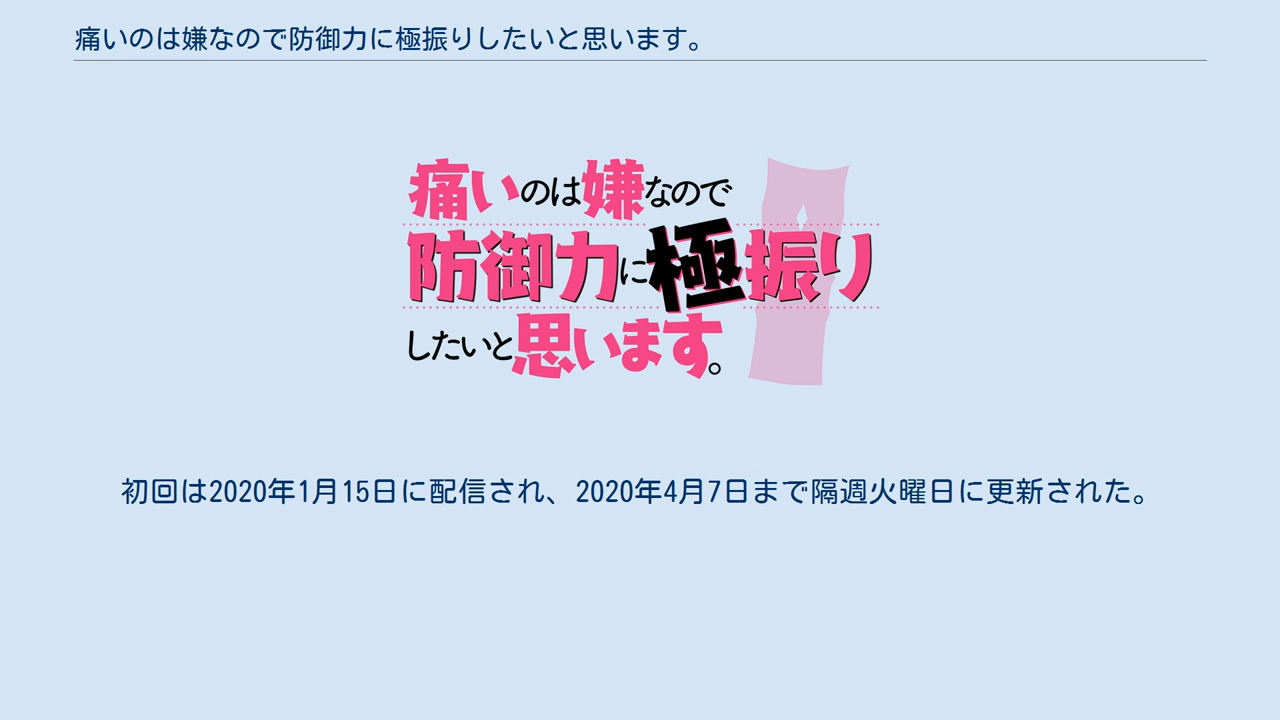 痛いのは嫌なので防御力に極振りしたいと思います。
痛いのは嫌なので
防御力に極振り
したいと思います。
初回は2020年1月15日に配信され、2020年4月7日まで隔週火曜日に更新された。